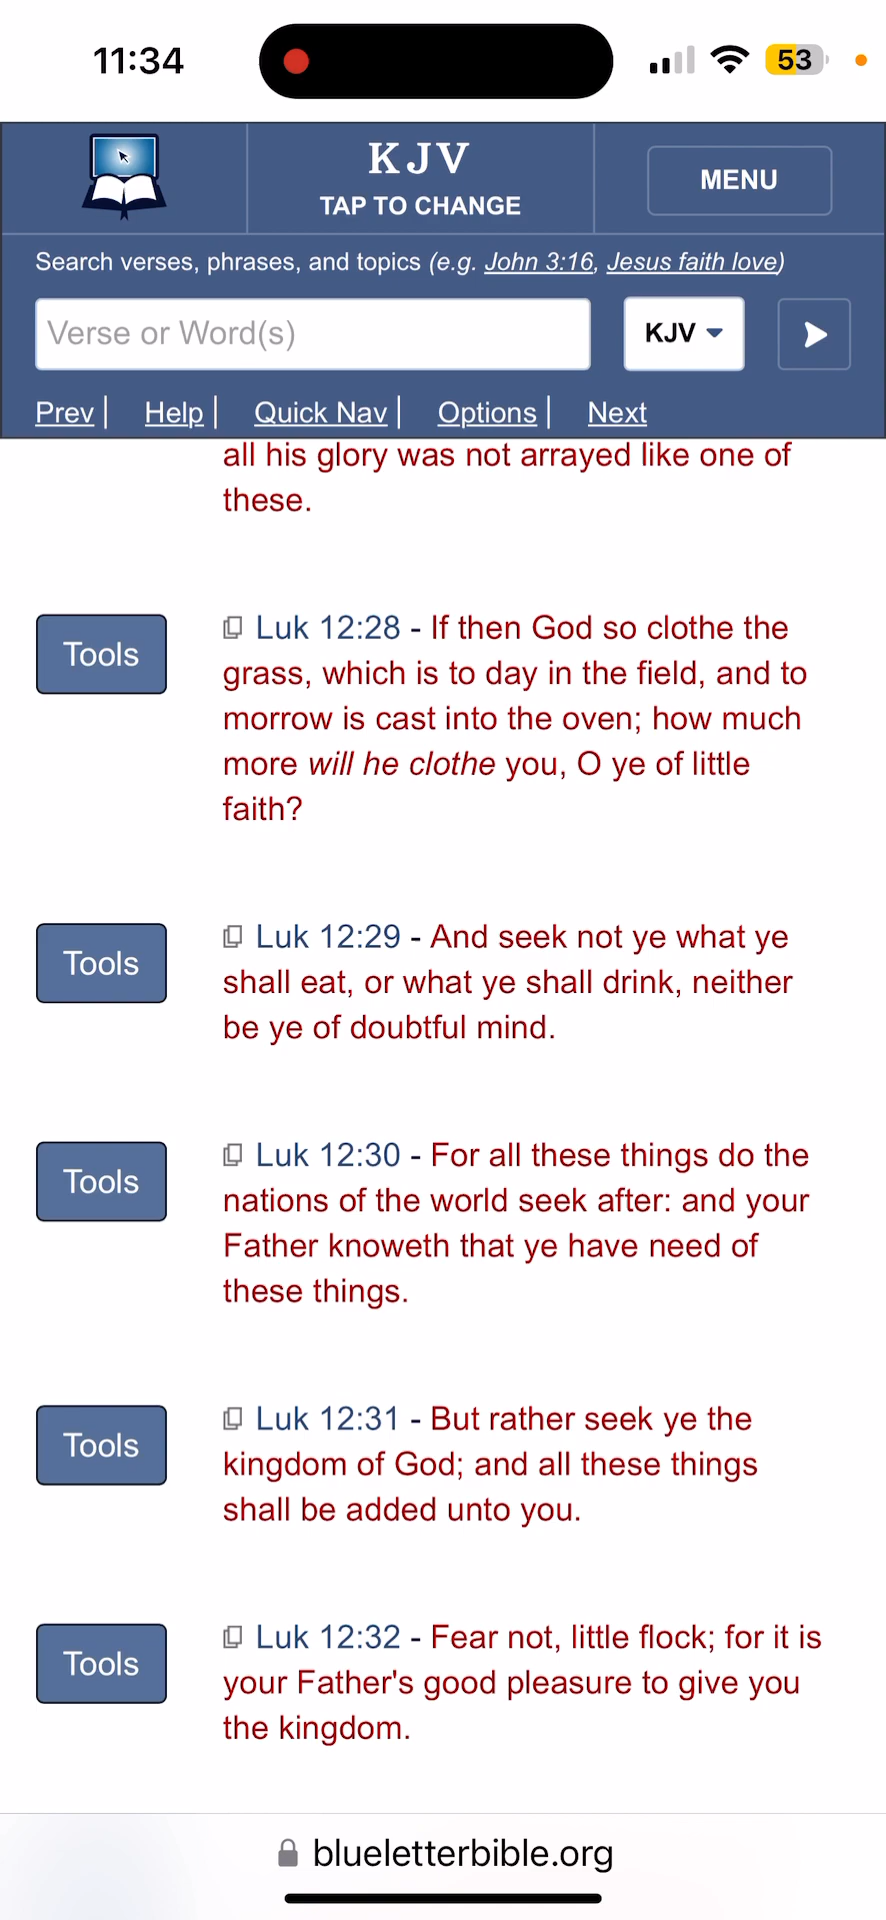 11:34
53
KJV
TAP TO CHANGE
MENU
Search verses, phrases, and topics (e.g. John 3:16, Jesus faith love)
Verse or Word(s)
KJV
Prev | Help | Quick Nav | Options | Next
all his glory was not arrayed like one of
these.
Tools
Luk 12:28 - If then God so clothe the
grass, which is to day in the field, and to
morrow is cast into the oven; how much
more will he clothe you, O ye of little
faith?
Tools
Luk 12:29 - And seek not ye what ye
shall eat, or what ye shall drink, neither
be ye of doubtful mind.
Tools
Luk 12:30 - For all these things do the
nations of the world seek after: and your
Father knoweth that ye have need of
these things.
Tools
Luk 12:31 - But rather seek ye the
kingdom of God; and all these things
shall be added unto you.
Tools
Luk 12:32 - Fear not, little flock; for it is
your Father's good pleasure to give you
the kingdom.
blueletterbible.org